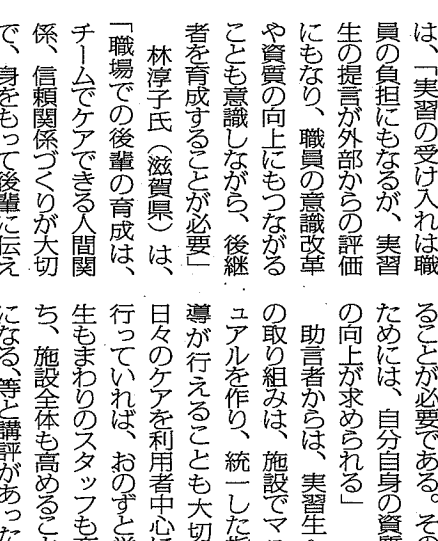 は、「実習の受け入れは職
員の負担にもなるが、実習
生の提言が外部からの評価
にもなり、職員の意識改革
や資質の向上にもつながる
ことも意識しながら、後継
者を育成することが必要」
林淳子氏（滋賀県）は、
「職場での後輩の育成は、
チームでケアできる人間関
係、信頼関係づくりが大切
で、身をもって後輩に伝え
ることが必要である。その
ためには、自分自身の資質
の向上が求められる」
助言者からは、実習生へ
の取り組みは、施設でマニ
ュアルを作り、統一した指
導が行えることも大切
日々のケアを利用者中心に
行っていれば、おのずと学
生もまわりのスタッフも育
ち、施設全体も高めること
になる、等と講評があった